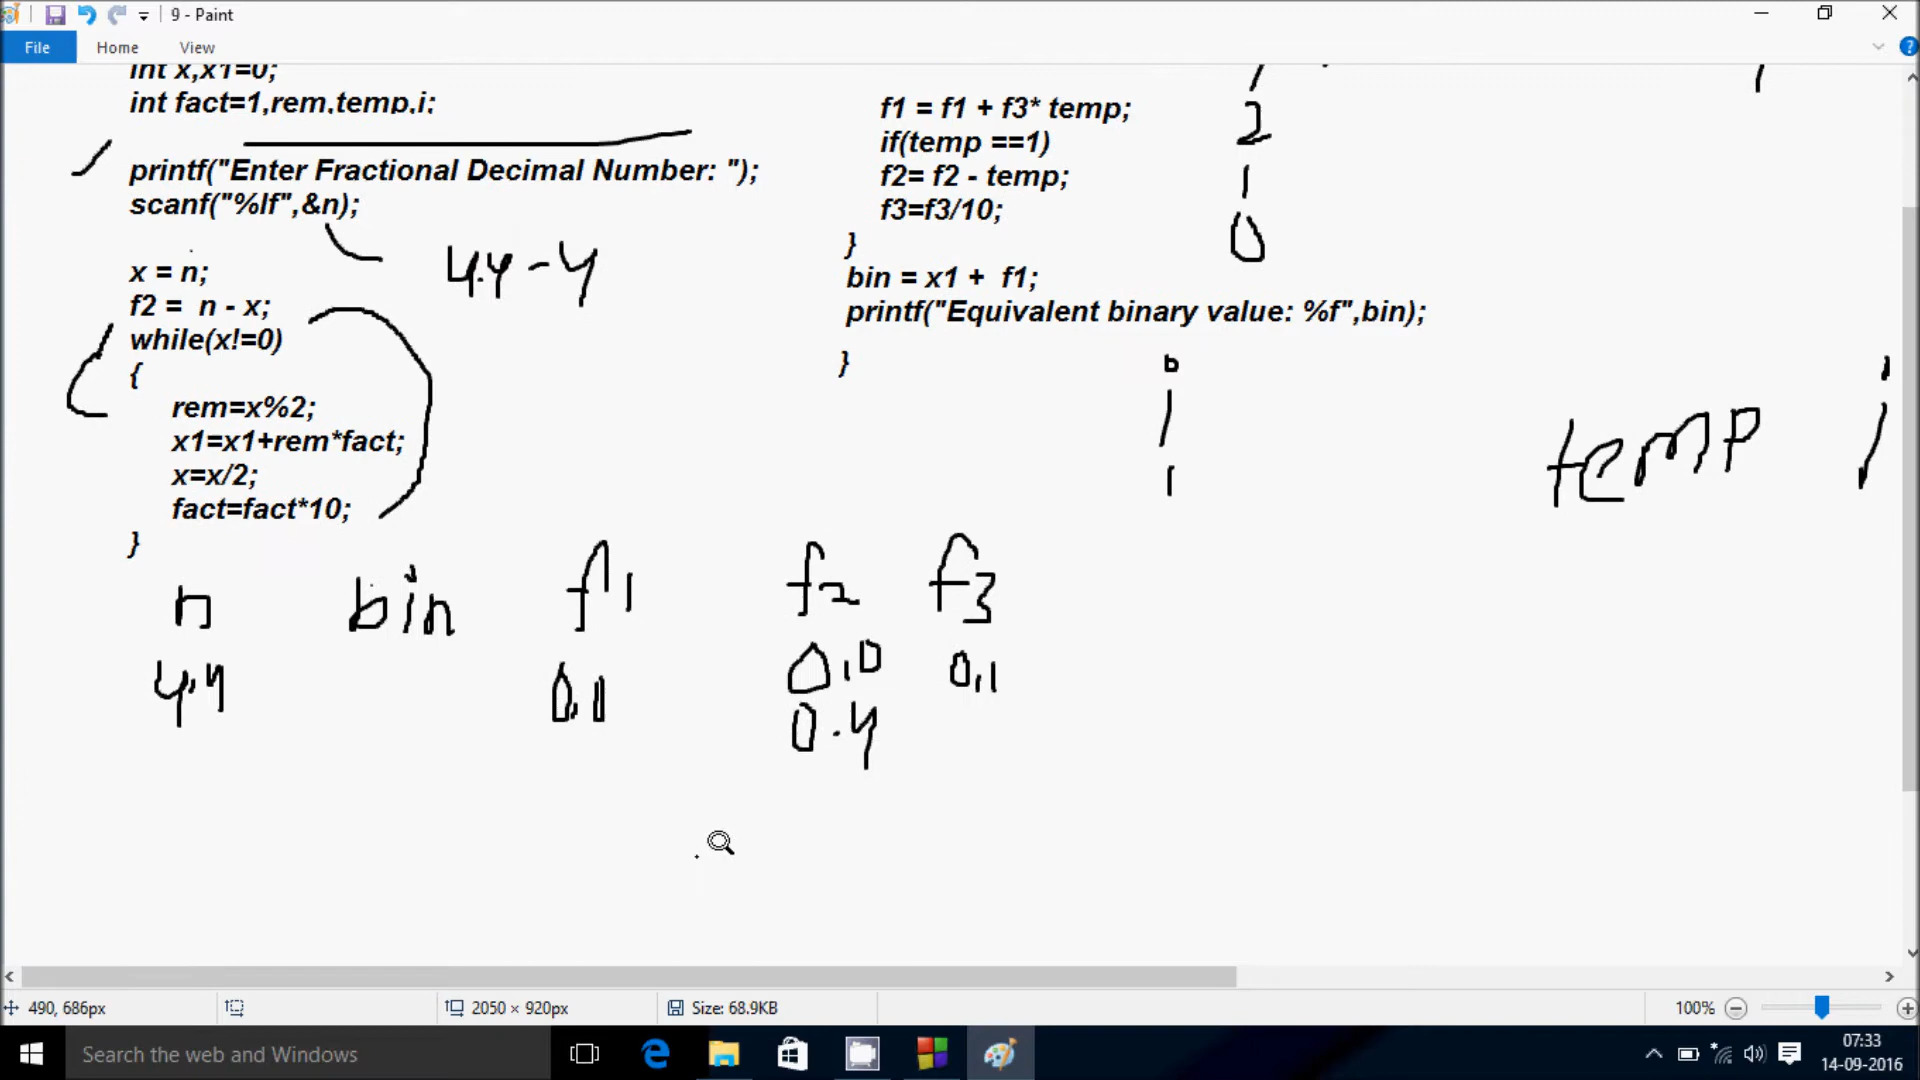 9 - Paint
File
Home
View
int x,x1=0;
int fact=1,rem,temp,i;
printf("Enter Fractional Decimal Number: ");
scanf("%lf",&n);
4.4 - 4
x = n;
f2 = n - x;
while(x!=0)
{
rem=x%2;
x1=x1+rem*fact;
x=x/2;
fact=fact*10;
}
f1 = f1 + f3* temp;
if(temp ==1)
f2= f2 - temp;
f3=f3/10;
}
bin = x1 + f1;
printf("Equivalent binary value: %f",bin);
}
2
1
0
temp
i
n bin f1 f2 f3
4.4 0.0 0.1
0.4
490, 686px
2050 × 920px
Size: 68.9KB
100%
Search the web and Windows
07:33
14-09-2016